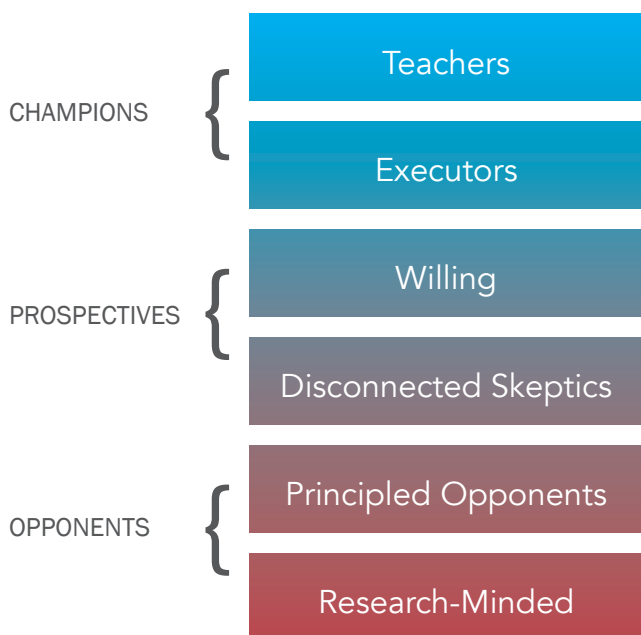 CHAMPIONS
Teachers
Executors
PROSPECTIVES
Willing
Disconnected Skeptics
OPPONENTS
Principled Opponents
Research-Minded